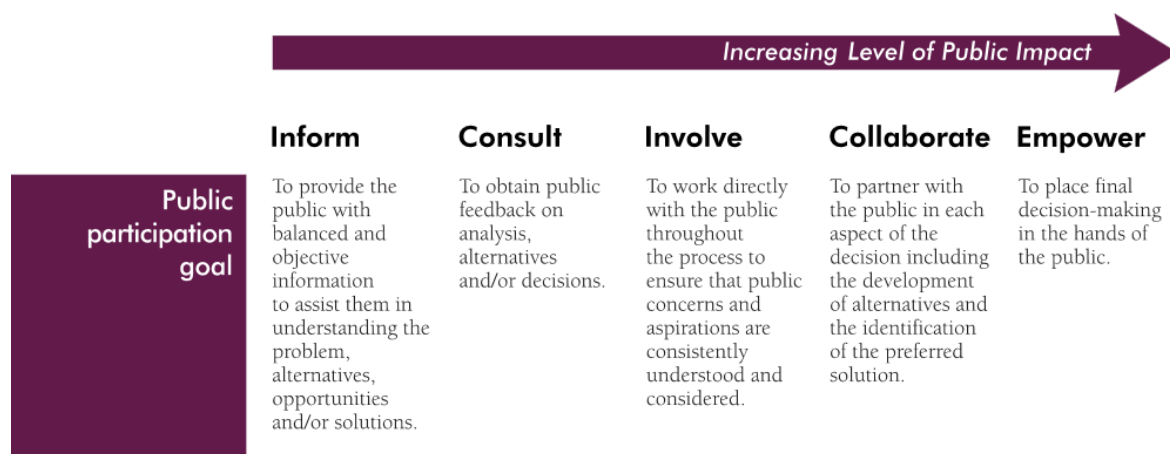 Increasing Level of Public Impact
Inform
Consult
Involve
Collaborate
Empower
Public
participation
goal
To provide the
public with
balanced and
objective
information
to assist them in
understanding the
problem,
alternatives,
opportunities
and/or solutions.
To obtain public
feedback on
analysis,
alternatives
and/or decisions.
To work directly
with the public
throughout
the process to
ensure that public
concerns and
aspirations are
consistently
understood and
considered.
To partner with
the public in each
aspect of the
decision including
the development
of alternatives and
the identification
of the preferred
solution.
To place final
decision-making
in the hands of
the public.